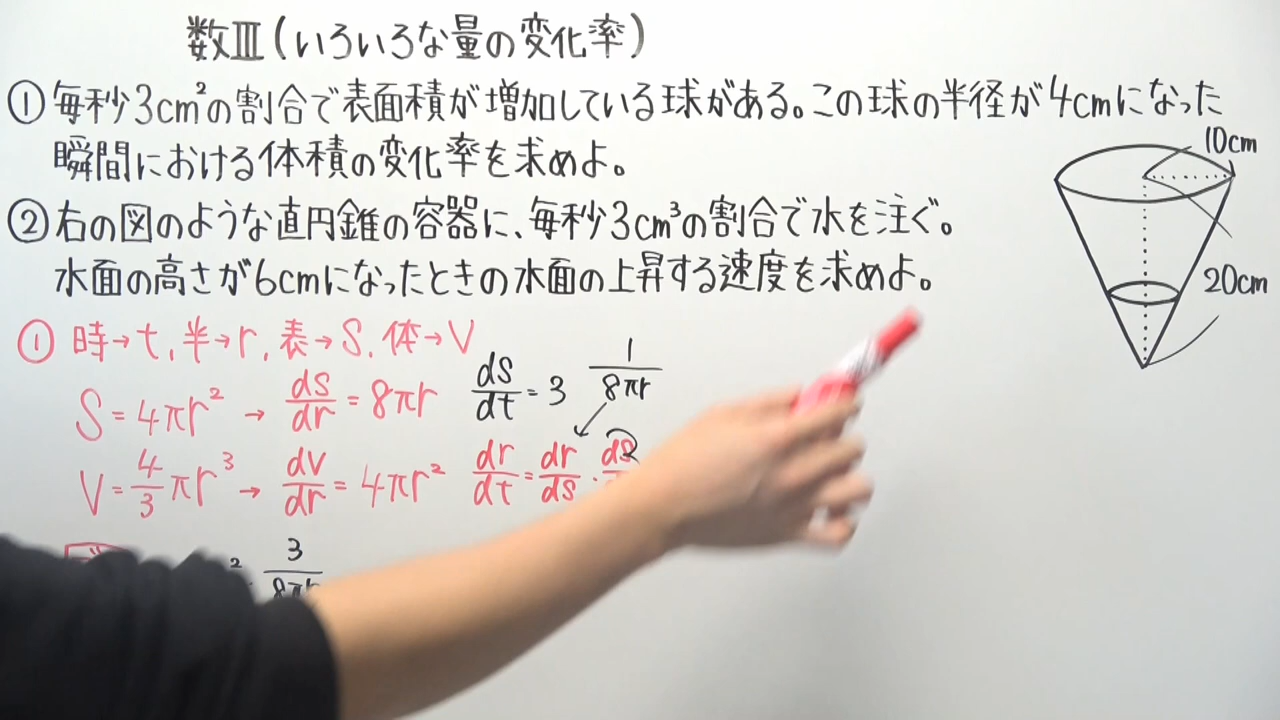 数Ⅲ(いろいろな量の変化率)
① 毎秒3cm²の割合で表面積が増加している球がある。この球の半径が4cmになった
瞬間における体積の変化率を求めよ。
10cm
② 右の図のような直円錐の容器に、毎秒3cm³の割合で水を注ぐ。
水面の高さが6cmになったときの水面の上昇する速度を求めよ。
20cm
① 時→t, 半→r, 表→S, 体→V
S=4πr² → dS/dr=8πr dS/dt=3 1/8πr
V=4/3πr³ → dV/dr=4πr² dr/dt=dr/dS・dS
² 3/8πr